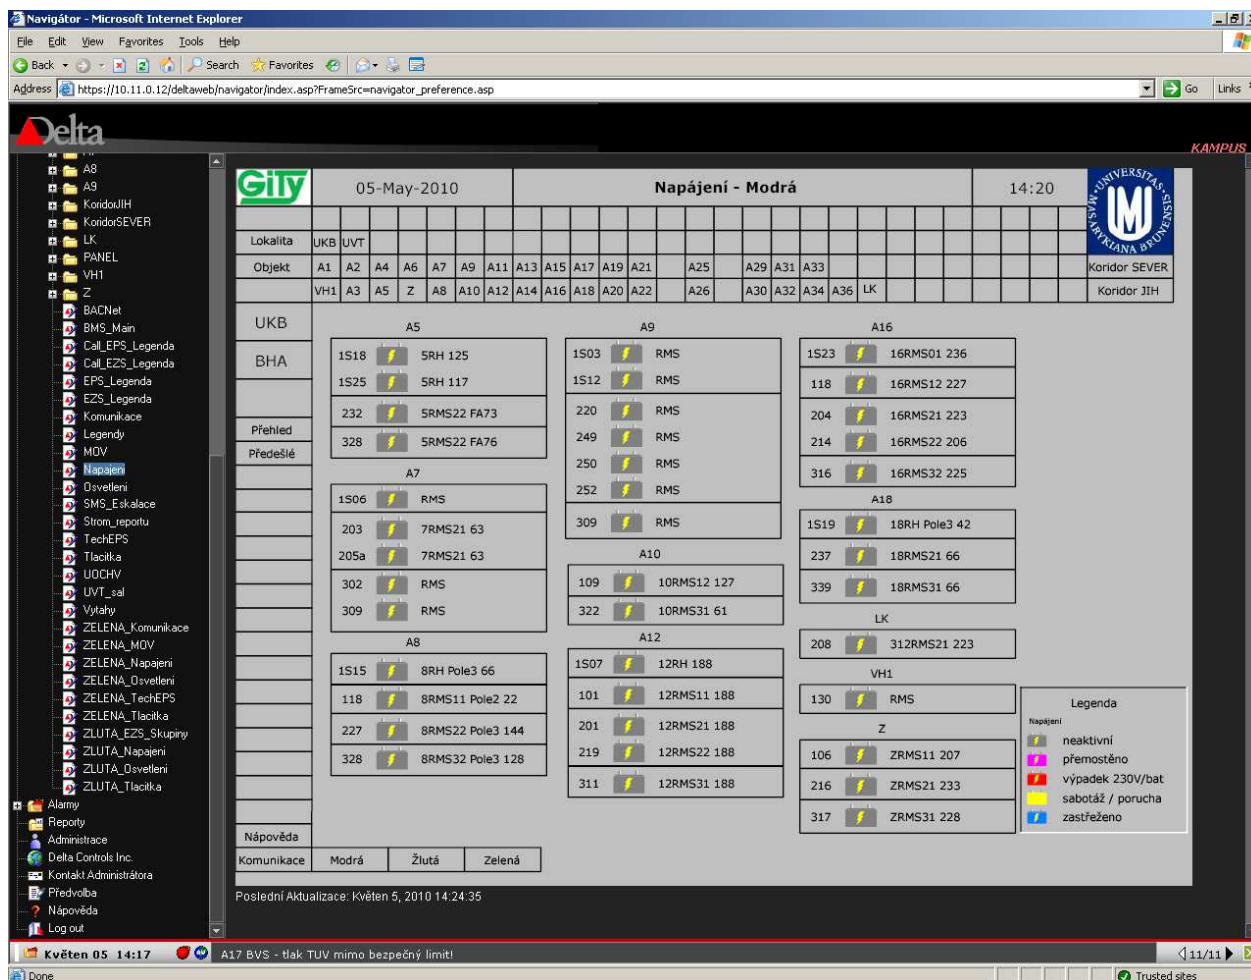 Navigátor - Microsoft Internet Explorer
File Edit View Favorites Tools Help
Back Search Favorites
Address https://10.11.0.12/deltaweb/navigator/index.asp?FrameSrc=navigator_preference.asp Go Links
Delta
KAMPUS
A8
A9
KoridorJIH
KoridorSEVER
LK
PANEL
VH1
Z
BACNet
BMS_Main
Call_EPS_Legenda
Call_EZS_Legenda
EPS_Legenda
EZS_Legenda
Komunikace
Legendy
MOV
Napajeni
Osvetleni
SMS_Eskalace
Strom_reportu
TechEPS
Tlacitka
UOCHV
UVT_sal
Vytahy
ZELENA_Komunikace
ZELENA_MOV
ZELENA_Napajeni
ZELENA_Osvetleni
ZELENA_TechEPS
ZELENA_Tlacitka
ZLUTA_EZS_Skupiny
ZLUTA_Napajeni
ZLUTA_Osvetleni
ZLUTA_Tlacitka
Alarmy
Reporty
Administrace
Delta Controls Inc.
Kontakt Administrátora
Předvolba
Nápověda
Log out
GiTy 05-May-2010 Napájení - Modrá 14:20
UNIVERSITAS MASARYKIANA BRUNENSIS
Lokalita UKB UVT
Objekt A1 A2 A4 A6 A7 A9 A11 A13 A15 A17 A19 A21 A25 A29 A31 A33 Koridor SEVER
VH1 A3 A5 Z A8 A10 A12 A14 A16 A18 A20 A22 A26 A30 A32 A34 A36 LK Koridor JIH
UKB
BHA
Přehled
Předešlé
Nápověda
A5
1S18 5RH 125
1S25 5RH 117
232 5RMS22 FA73
328 5RMS22 FA76
A7
1S06 RMS
203 7RMS21 63
205a 7RMS21 63
302 RMS
309 RMS
A8
1S15 8RH Pole3 66
118 8RMS11 Pole2 22
227 8RMS22 Pole3 144
328 8RMS32 Pole3 128
A9
1S03 RMS
1S12 RMS
220 RMS
249 RMS
250 RMS
252 RMS
309 RMS
A10
109 10RMS12 127
322 10RMS31 61
A12
1S07 12RH 188
101 12RMS11 188
201 12RMS21 188
219 12RMS22 188
311 12RMS31 188
A16
1S23 16RMS01 236
118 16RMS12 227
204 16RMS21 223
214 16RMS22 206
316 16RMS32 225
A18
1S19 18RH Pole3 42
237 18RMS21 66
339 18RMS31 66
LK
208 312RMS21 223
VH1
130 RMS
Z
106 ZRMS11 207
216 ZRMS21 233
317 ZRMS31 228
Legenda
Napájení
neaktivní
přemostěno
výpadek 230V/bat
sabotáž / porucha
zastřeženo
Komunikace Modrá Žlutá Zelená
Poslední Aktualizace: Květen 5, 2010 14:24:35
Květen 05 14:17 A17 BVS - tlak TUV mimo bezpečný limit! 11/11
Done Trusted sites